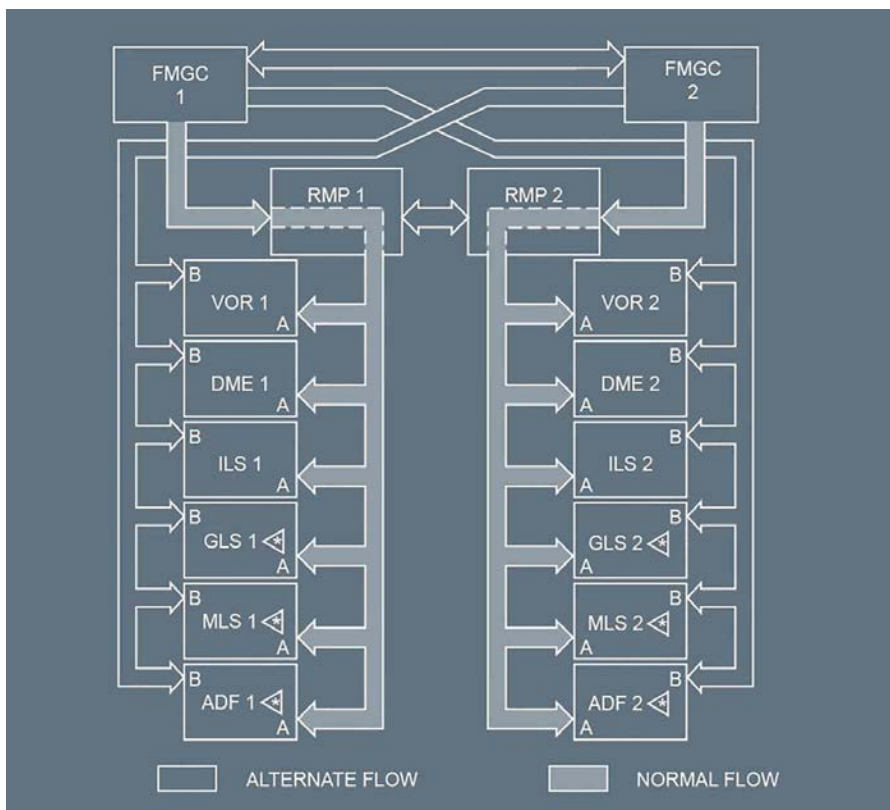 FMGC
1
FMGC
2
RMP 1
RMP 2
B
VOR 1
A
B
VOR 2
A
B
DME 1
A
B
DME 2
A
B
ILS 1
A
B
ILS 2
A
B
GLS 1 *
A
B
GLS 2 *
A
B
MLS 1 *
A
B
MLS 2 *
A
B
ADF 1 *
A
B
ADF 2 *
A
ALTERNATE FLOW
NORMAL FLOW